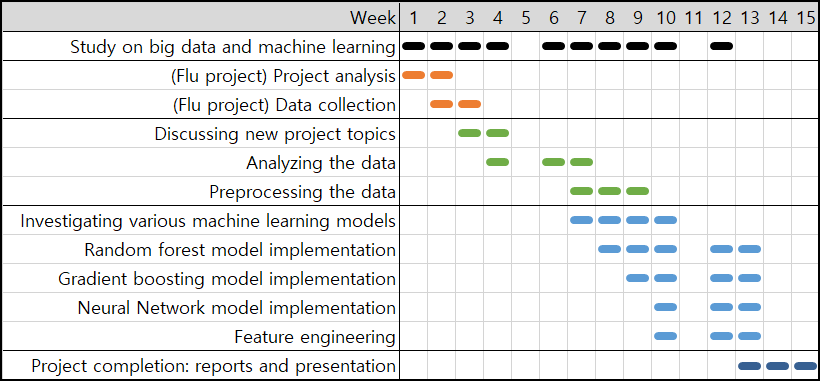 Week 1 2 3 4 5 6 7 8 9 10 11 12 13 14 15
Study on big data and machine learning
(Flu project) Project analysis
(Flu project) Data collection
Discussing new project topics
Analyzing the data
Preprocessing the data
Investigating various machine learning models
Random forest model implementation
Gradient boosting model implementation
Neural Network model implementation
Feature engineering
Project completion: reports and presentation